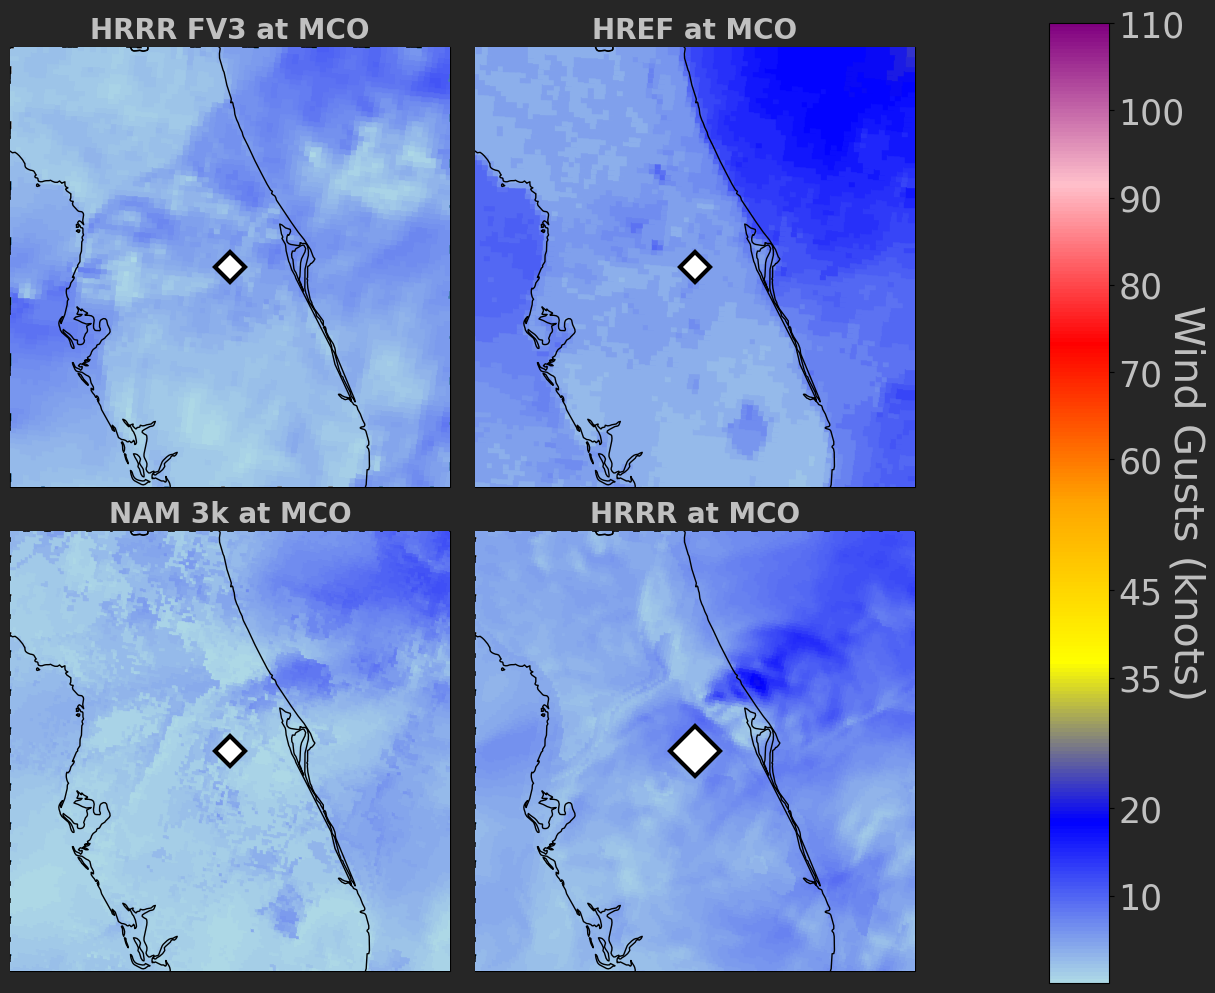 HRRR FV3 at MCO
HREF at MCO
NAM 3k at MCO
HRRR at MCO
110
100
90
80
70
60
45
35
20
10
Wind Gusts (knots)